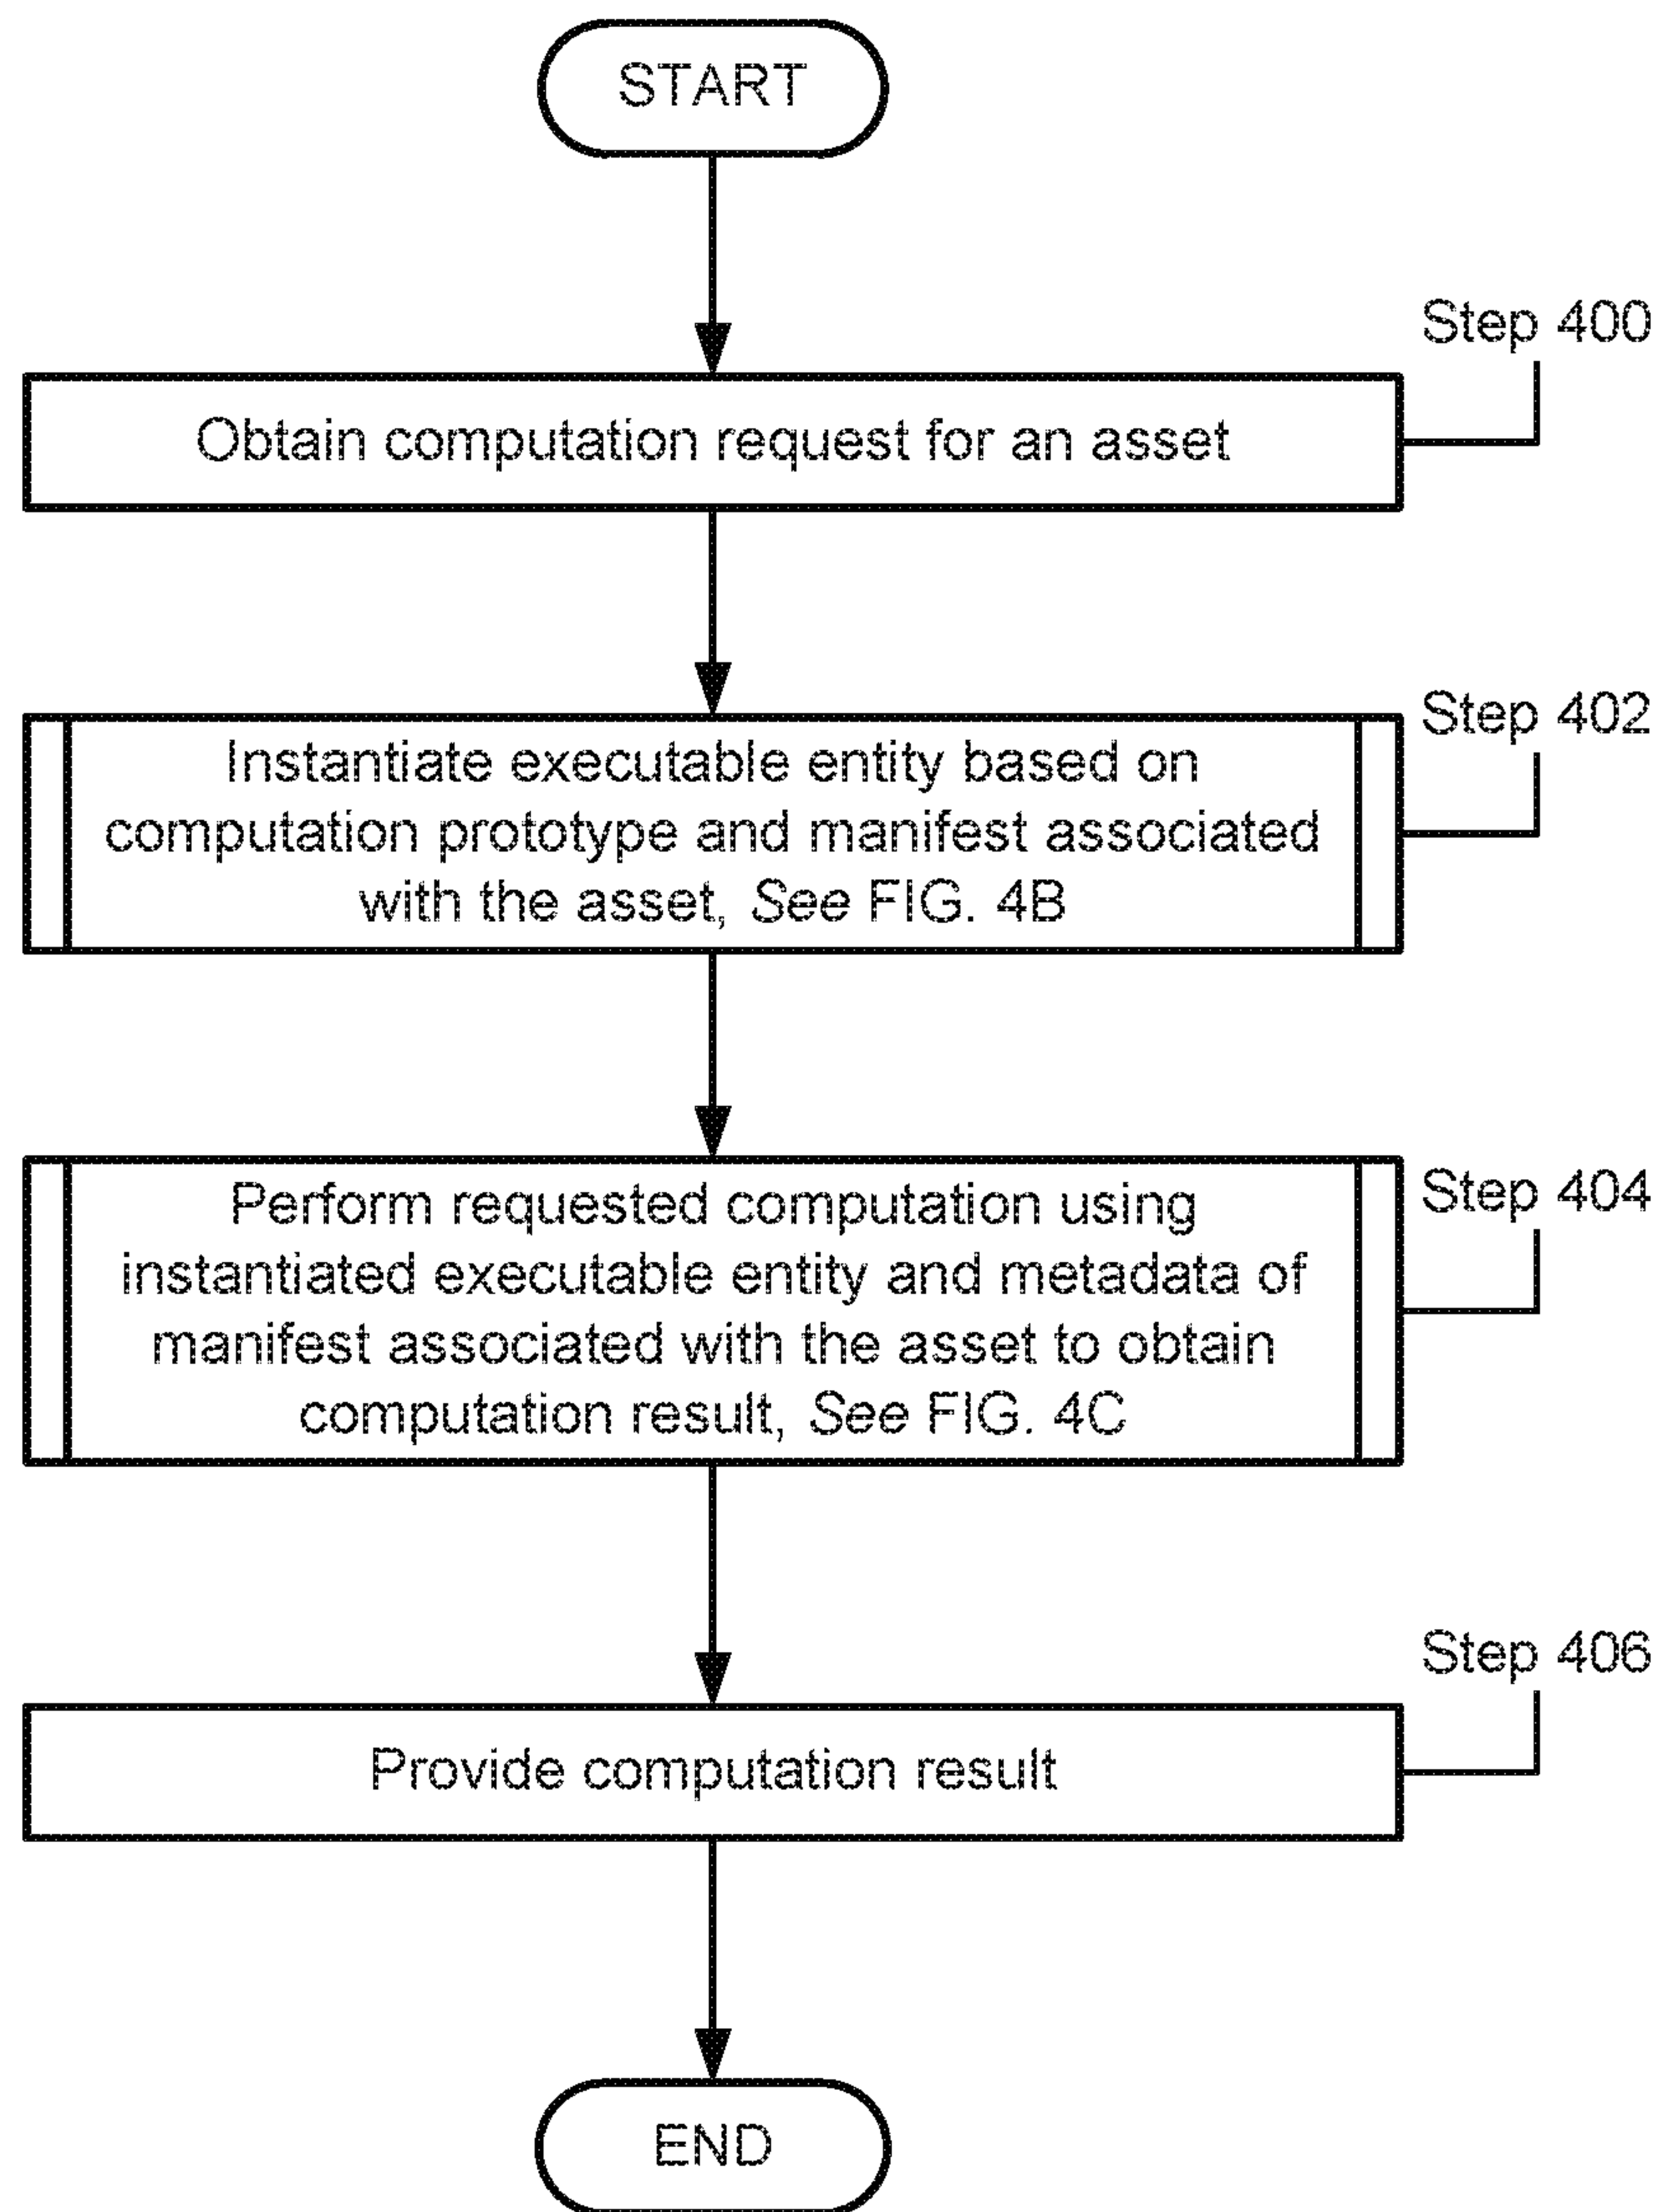 START
Step 400
Obtain computation request for an asset
Step 402
Instantiate executable entity based on
computation prototype and manifest associated
with the asset, See FIG. 4B
Step 404
Perform requested computation using
instantiated executable entity and metadata of
manifest associated with the asset to obtain
computation result, See FIG. 4C
Step 406
Provide computation result
END